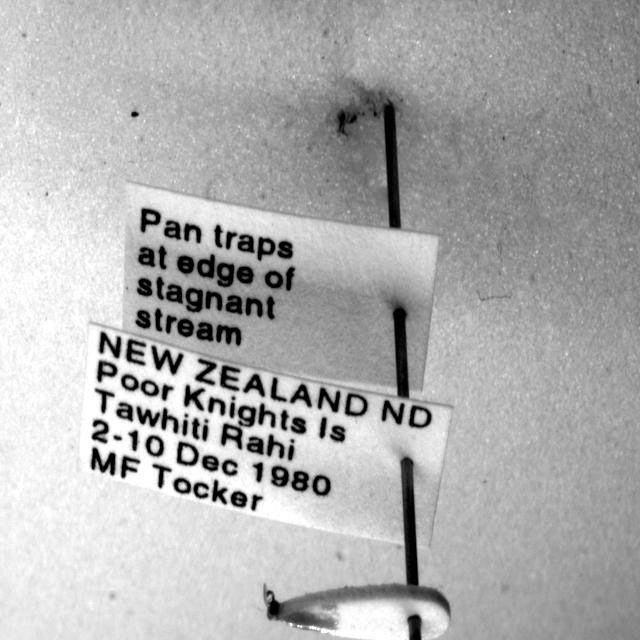 Pan traps
at edge of
stagnant
stream
NEW ZEALAND ND
Poor Knights Is
Tawhiti Rahi
2-10 Dec 1980
MF Tocker